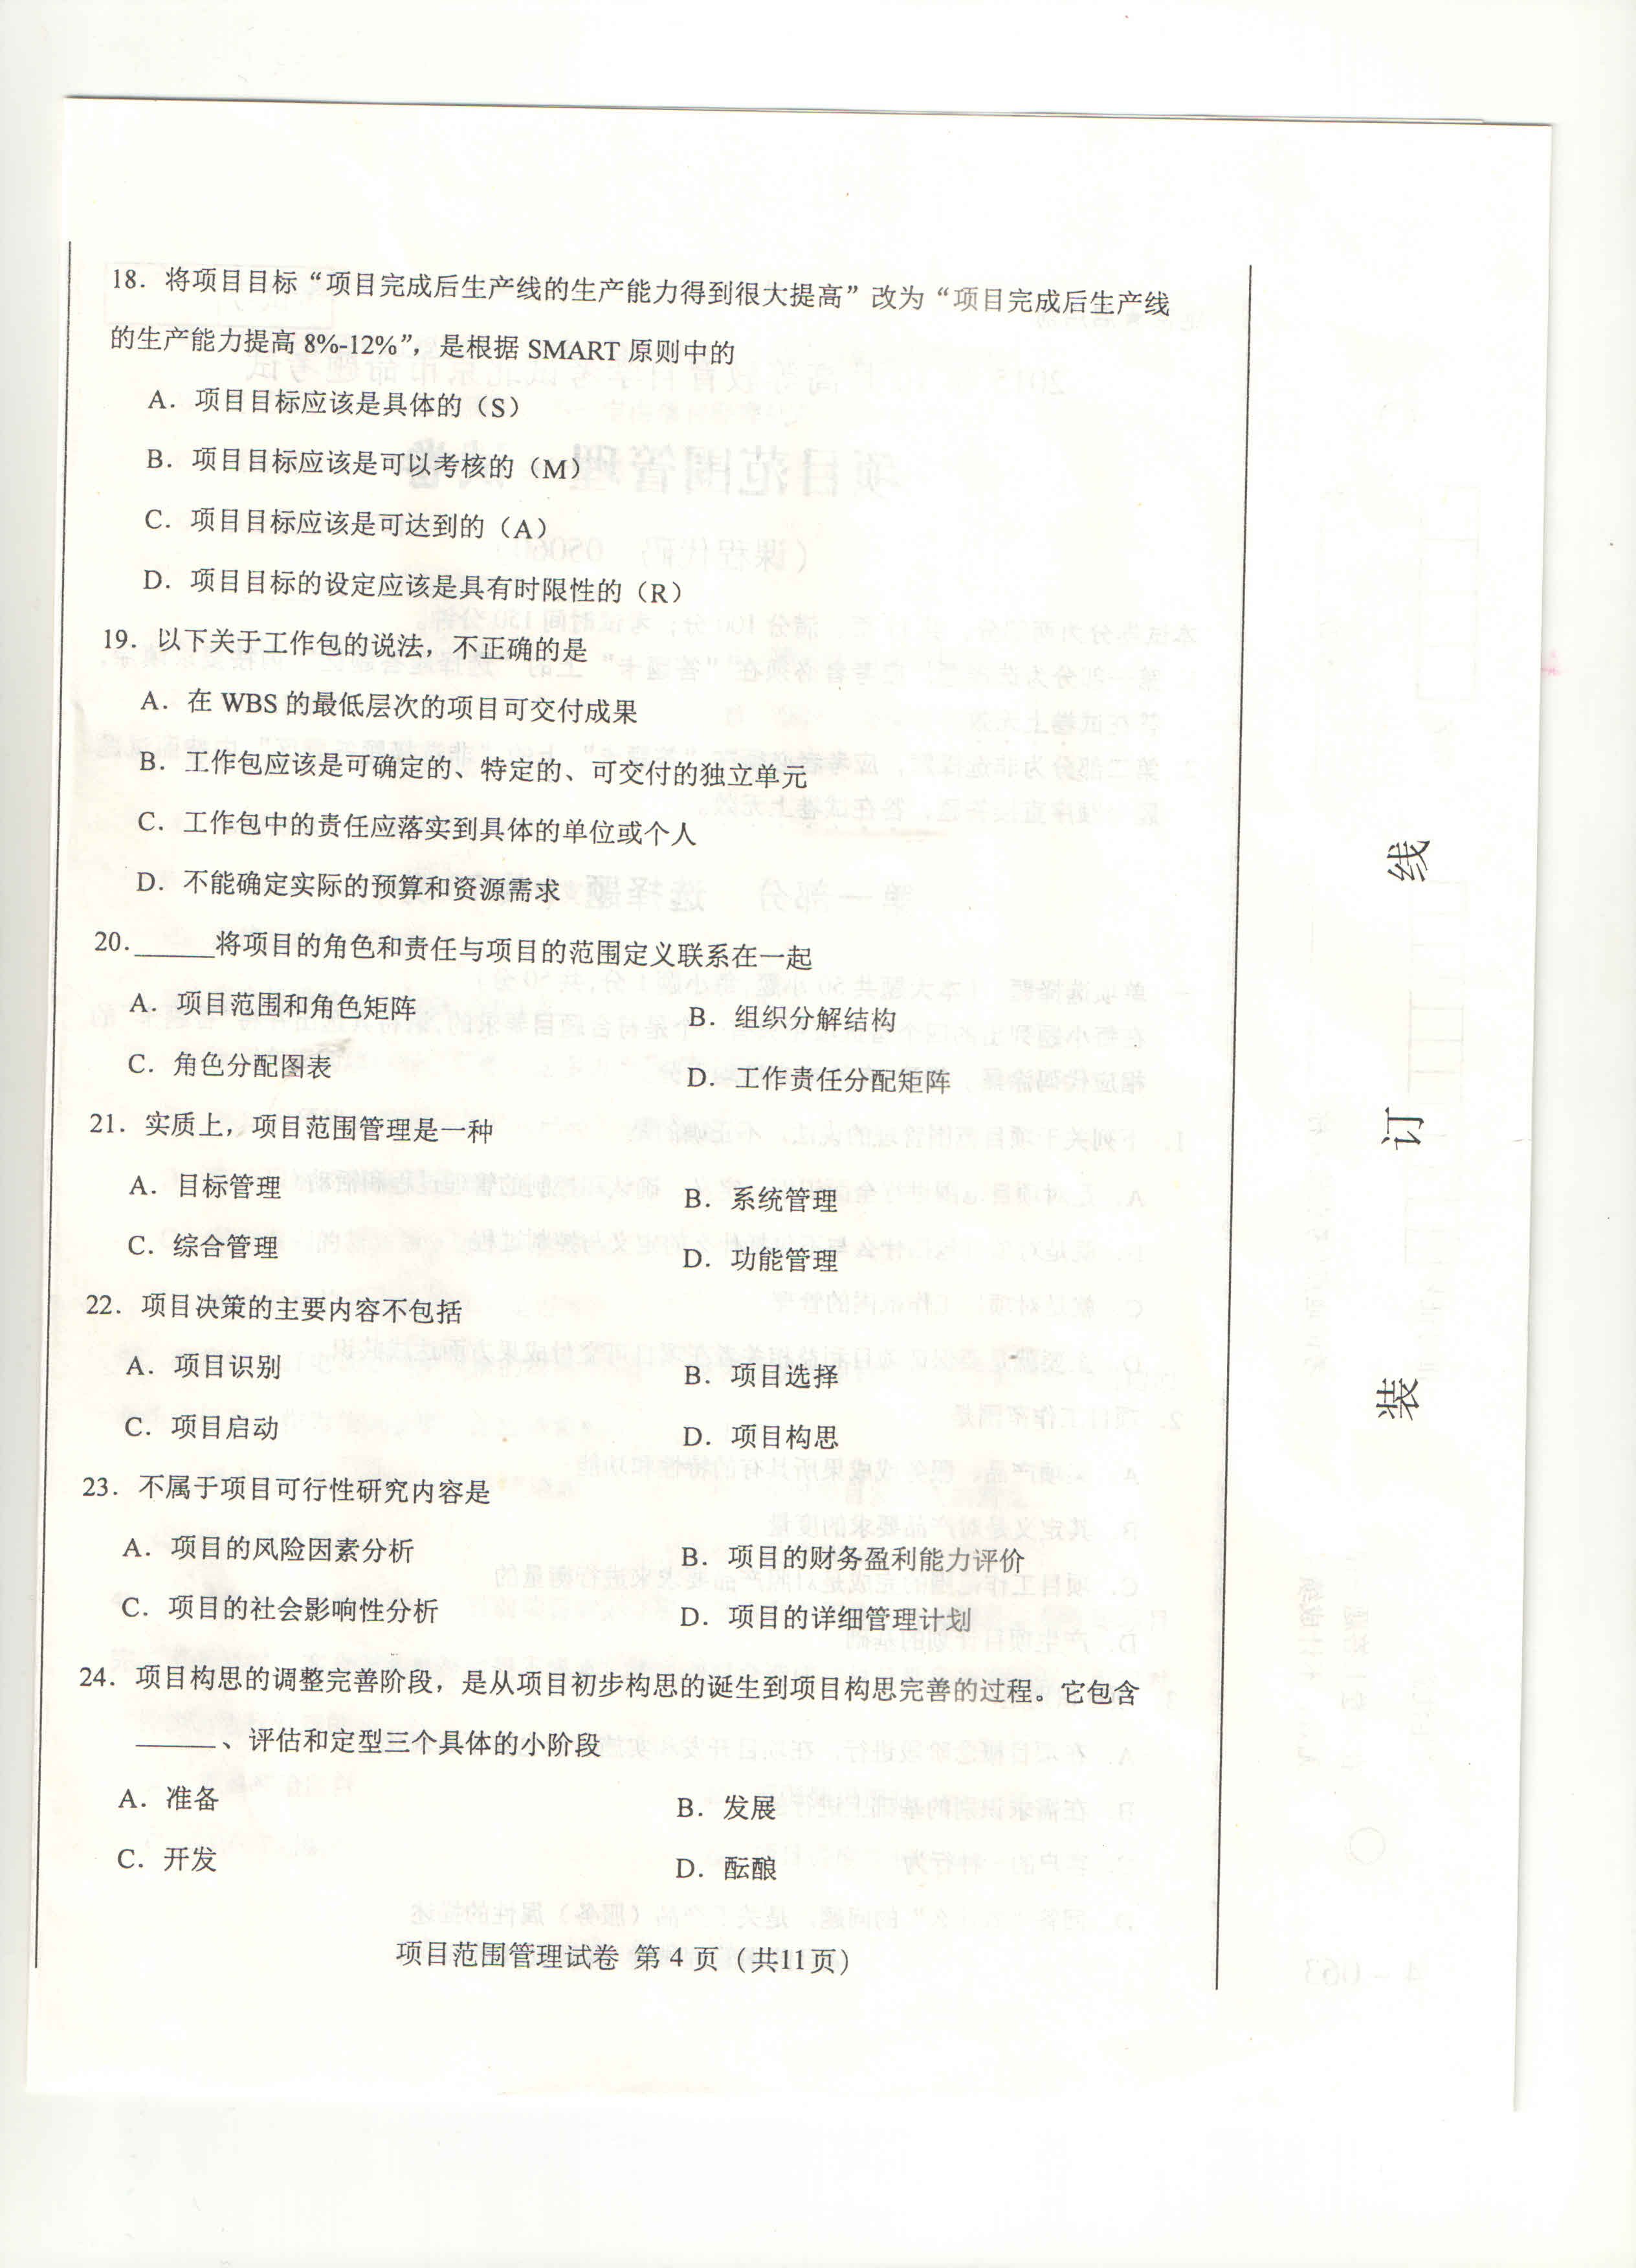 18. 将项目目标“项目完成后生产线的生产能力得到很大提高”改为“项目完成后生产线
的生产能力提高 8%-12%”，是根据 SMART 原则中的
A. 项目目标应该是具体的（S）
B. 项目目标应该是可以考核的（M）
C. 项目目标应该是可达到的（A）
D. 项目目标的设定应该是具有时限性的（R）
19. 以下关于工作包的说法，不正确的是
A. 在 WBS 的最低层次的项目可交付成果
B. 工作包应该是可确定的、特定的、可交付的独立单元
C. 工作包中的责任应落实到具体的单位或个人
D. 不能确定实际的预算和资源需求
20.______将项目的角色和责任与项目的范围定义联系在一起
A. 项目范围和角色矩阵 B. 组织分解结构
C. 角色分配图表 D. 工作责任分配矩阵
21. 实质上，项目范围管理是一种
A. 目标管理 B. 系统管理
C. 综合管理 D. 功能管理
22. 项目决策的主要内容不包括
A. 项目识别 B. 项目选择
C. 项目启动 D. 项目构思
23. 不属于项目可行性研究内容是
A. 项目的风险因素分析 B. 项目的财务盈利能力评价
C. 项目的社会影响性分析 D. 项目的详细管理计划
24. 项目构思的调整完善阶段，是从项目初步构思的诞生到项目构思完善的过程。它包含
______、评估和定型三个具体的小阶段
A. 准备 B. 发展
C. 开发 D. 酝酿
项目范围管理试卷 第 4 页（共11页）
线
订
装